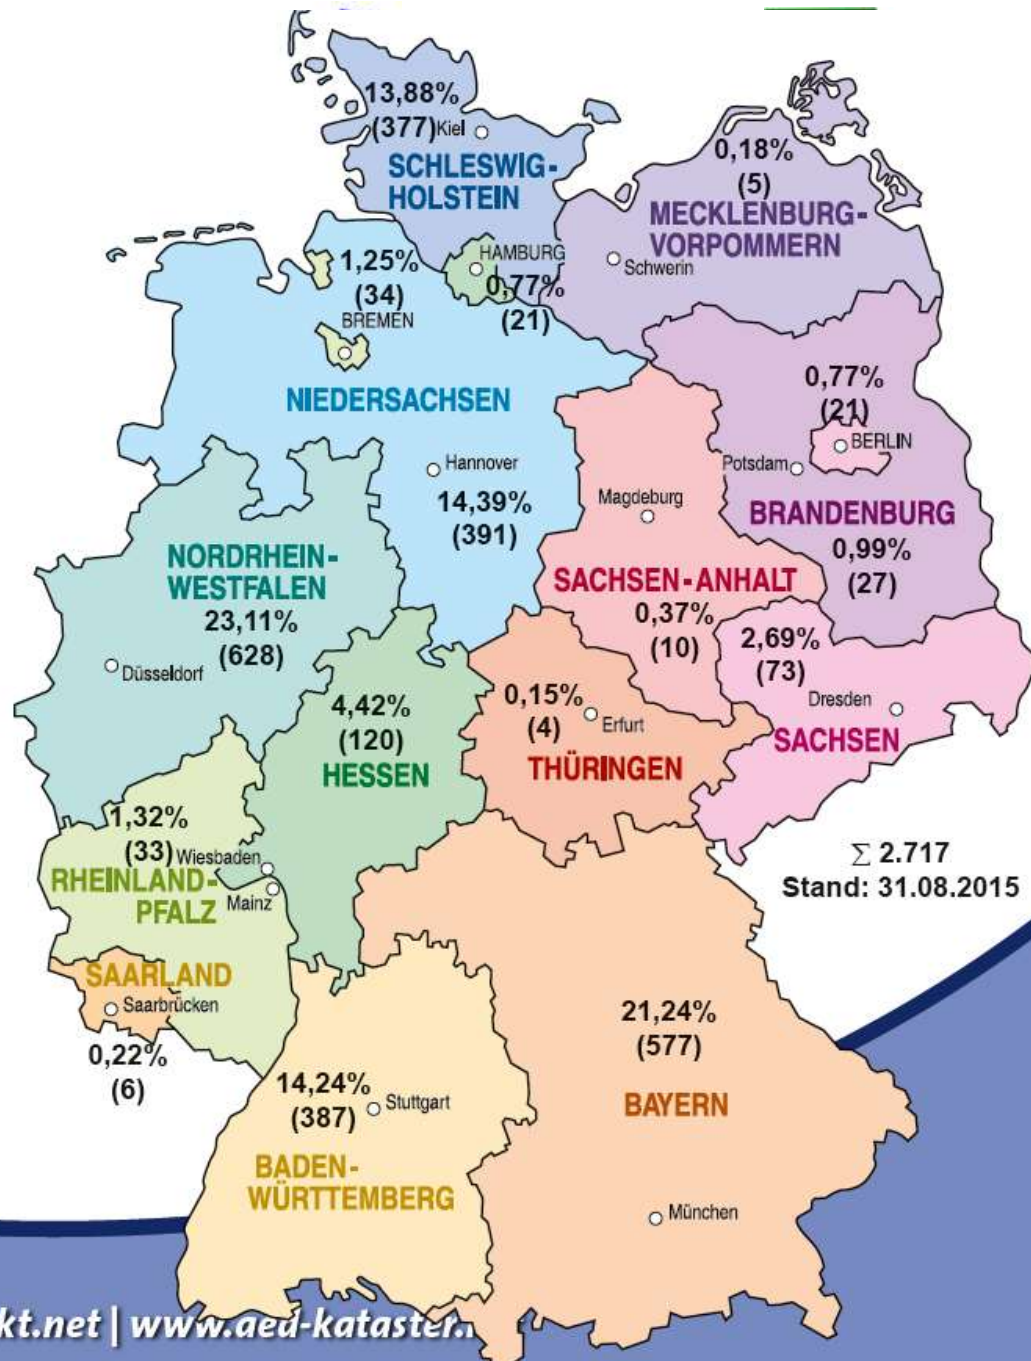 13,88%
(377)
Kiel
SCHLESWIG-
HOLSTEIN
0,18%
(5)
MECKLENBURG-
VORPOMMERN
Schwerin
HAMBURG
0,77%
(21)
1,25%
(34)
BREMEN
NIEDERSACHSEN
Hannover
14,39%
(391)
0,77%
(21)
BERLIN
Potsdam
BRANDENBURG
0,99%
(27)
Magdeburg
SACHSEN-ANHALT
0,37%
(10)
NORDRHEIN-
WESTFALEN
23,11%
(628)
Düsseldorf
4,42%
(120)
HESSEN
0,15%
(4)
Erfurt
THÜRINGEN
2,69%
(73)
Dresden
SACHSEN
1,32%
(33)
Wiesbaden
RHEINLAND-
PFALZ
Mainz
∑ 2.717
Stand: 31.08.2015
SAARLAND
Saarbrücken
0,22%
(6)
21,24%
(577)
BAYERN
14,24%
(387)
Stuttgart
BADEN-
WÜRTTEMBERG
München
kt.net | www.aed-kataster.